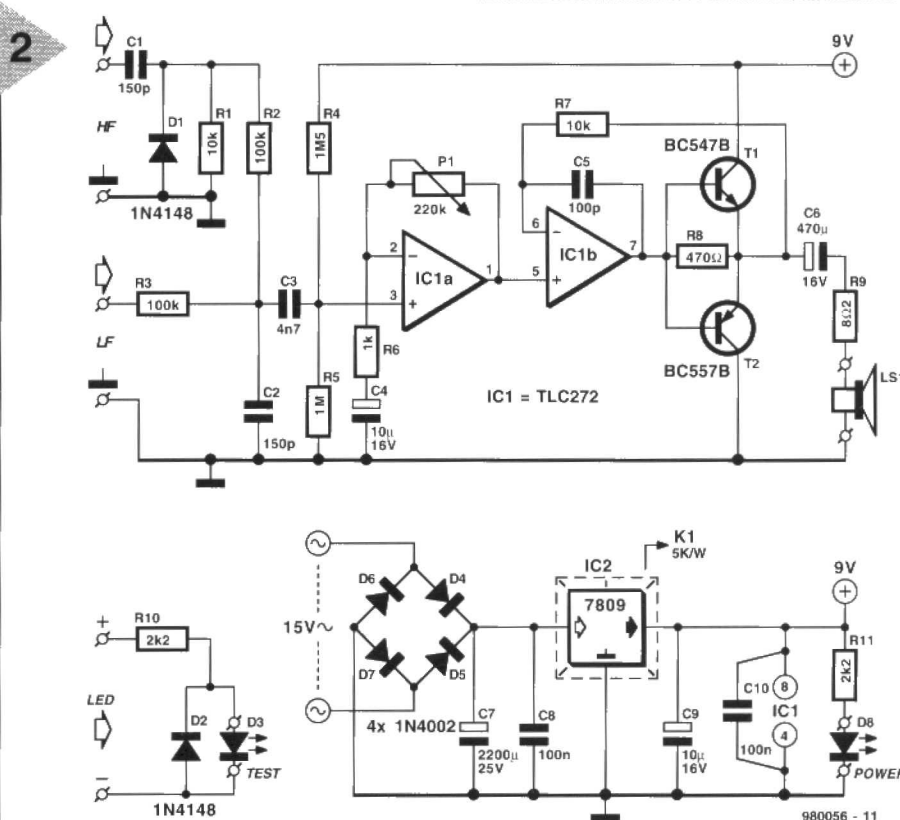 2
C1
150p
HF
D1
1N4148
R1
10k
R2
100k
R3
100k
LF
C2
150p
C3
4n7
R4
1M5
R5
1M
R6
1k
C4
10µ
16V
P1
220k
2
−
3
+
IC1a
1
R7
10k
C5
100p
6
−
5
+
IC1b
7
IC1 = TLC272
BC547B
T1
R8
470Ω
BC557B
T2
9V
+
C6
470µ
16V
R9
8Ω2
LS1
+
R10
2k2
LED
−
D2
1N4148
D3
TEST
15V~
~
~
D6
D4
D7
D5
4x 1N4002
C7
2200µ
25V
C8
100n
IC2
7809
K1
5K/W
C9
10µ
16V
C10
100n
8
IC1
4
9V
+
R11
2k2
D8
POWER
980056 - 11